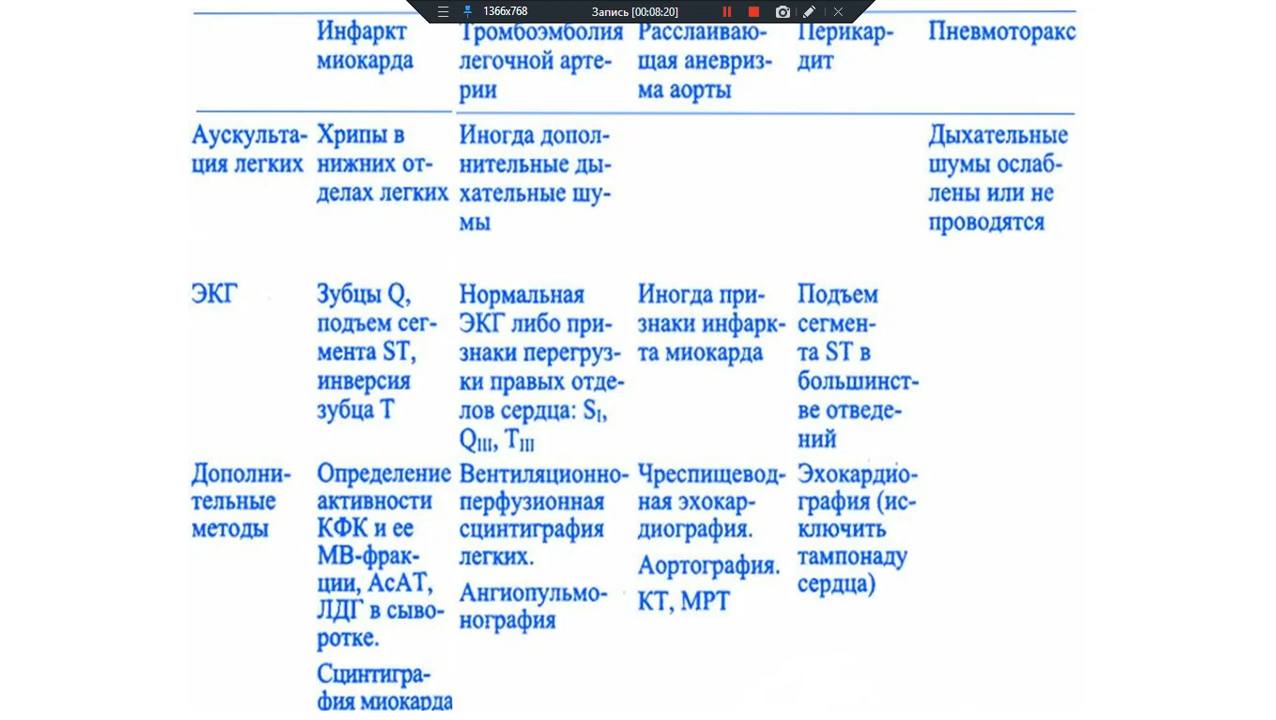 1366x768
Запись [00:08:20]
Инфаркт
миокарда
Тромбоэмболия
легочной арте-
рии
Расслаиваю-
щая аневриз-
ма аорты
Перикар-
дит
Пневмоторакс
Аускульта-
ция легких
Хрипы в
нижних от-
делах легких
Иногда допол-
нительные ды-
хательные шу-
мы
Дыхательные
шумы ослаб-
лены или не
проводятся
ЭКГ
Зубцы Q,
подъем сег-
мента ST,
инверсия
зубца T
Нормальная
ЭКГ либо при-
знаки перегруз-
ки правых отде-
лов сердца: SI,
QIII, TIII
Иногда при-
знаки инфарк-
та миокарда
Подъем
сегмен-
та ST в
большинст-
ве отведе-
ний
Дополни-
тельные
методы
Определение
активности
КФК и ее
МВ-фрак-
ции, АсАТ,
ЛДГ в сыво-
ротке.
Сцинтигра-
фия миокарда
Вентиляционно-
перфузионная
сцинтиграфия
легких.
Ангиопульмо-
нография
Чреспищевод-
ная эхокар-
диография.
Аортография.
КТ, МРТ
Эхокардио-
графия (ис-
ключить
тампонаду
сердца)